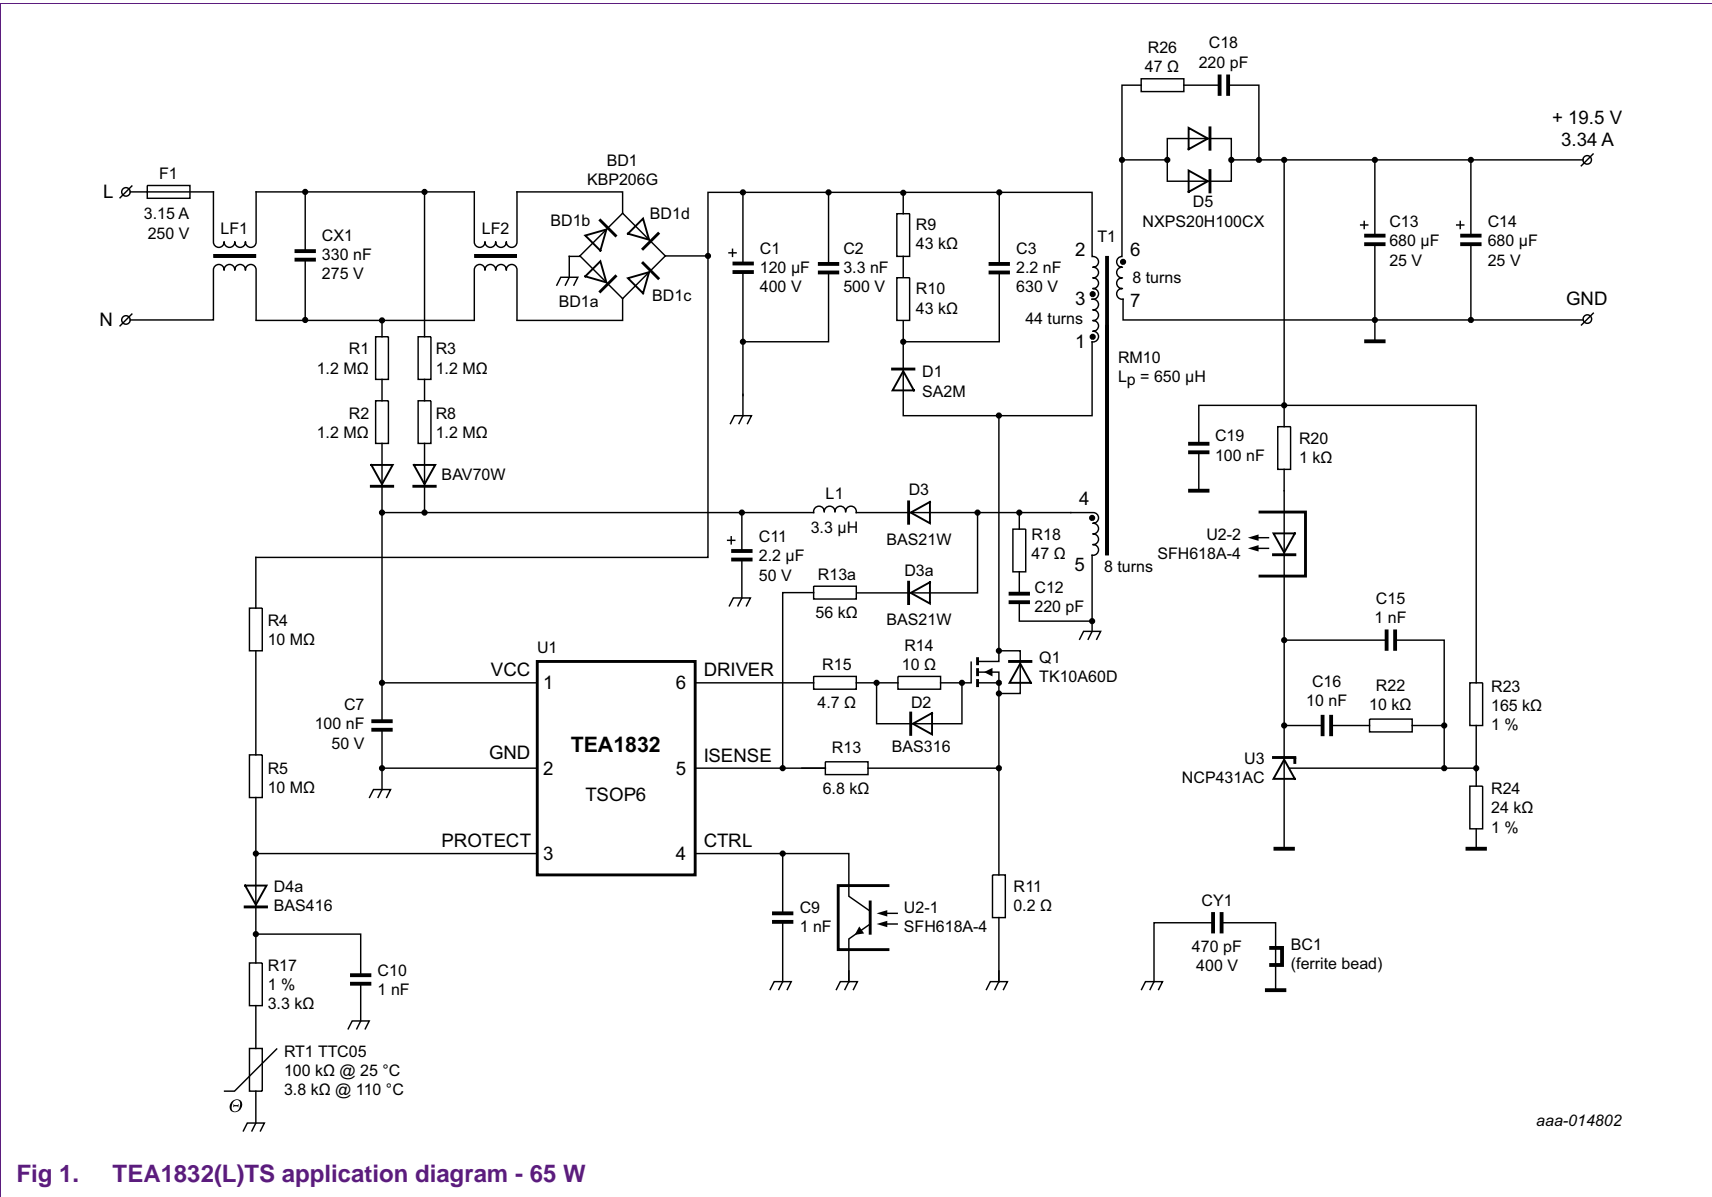 R26
47 Ω
C18
220 pF
+ 19.5 V
3.34 A
D5
NXPS20H100CX
+
C13
680 µF
25 V
+
C14
680 µF
25 V
GND
L
F1
3.15 A
250 V
LF1
CX1
330 nF
275 V
LF2
BD1
KBP206G
BD1b
BD1d
BD1a
BD1c
N
+
C1
120 µF
400 V
C2
3.3 nF
500 V
R9
43 kΩ
R10
43 kΩ
C3
2.2 nF
630 V
D1
SA2M
T1
2
3
44 turns
1
6
8 turns
7
RM10
Lp = 650 µH
R1
1.2 MΩ
R3
1.2 MΩ
R2
1.2 MΩ
R8
1.2 MΩ
BAV70W
L1
3.3 µH
D3
BAS21W
+
C11
2.2 µF
50 V
R13a
56 kΩ
D3a
BAS21W
R18
47 Ω
C12
220 pF
4
5
8 turns
C19
100 nF
R20
1 kΩ
U2-2
SFH618A-4
C15
1 nF
C16
10 nF
R22
10 kΩ
R23
165 kΩ
1 %
U3
NCP431AC
R24
24 kΩ
1 %
R4
10 MΩ
R5
10 MΩ
C7
100 nF
50 V
U1
VCC
1
GND
2
PROTECT
3
TEA1832
TSOP6
DRIVER
6
ISENSE
5
CTRL
4
R15
4.7 Ω
R14
10 Ω
D2
BAS316
R13
6.8 kΩ
Q1
TK10A60D
D4a
BAS416
R17
1 %
3.3 kΩ
C10
1 nF
RT1 TTC05
100 kΩ @ 25 °C
3.8 kΩ @ 110 °C
Θ
C9
1 nF
U2-1
SFH618A-4
R11
0.2 Ω
CY1
470 pF
400 V
BC1
(ferrite bead)
aaa-014802
Fig 1. TEA1832(L)TS application diagram - 65 W